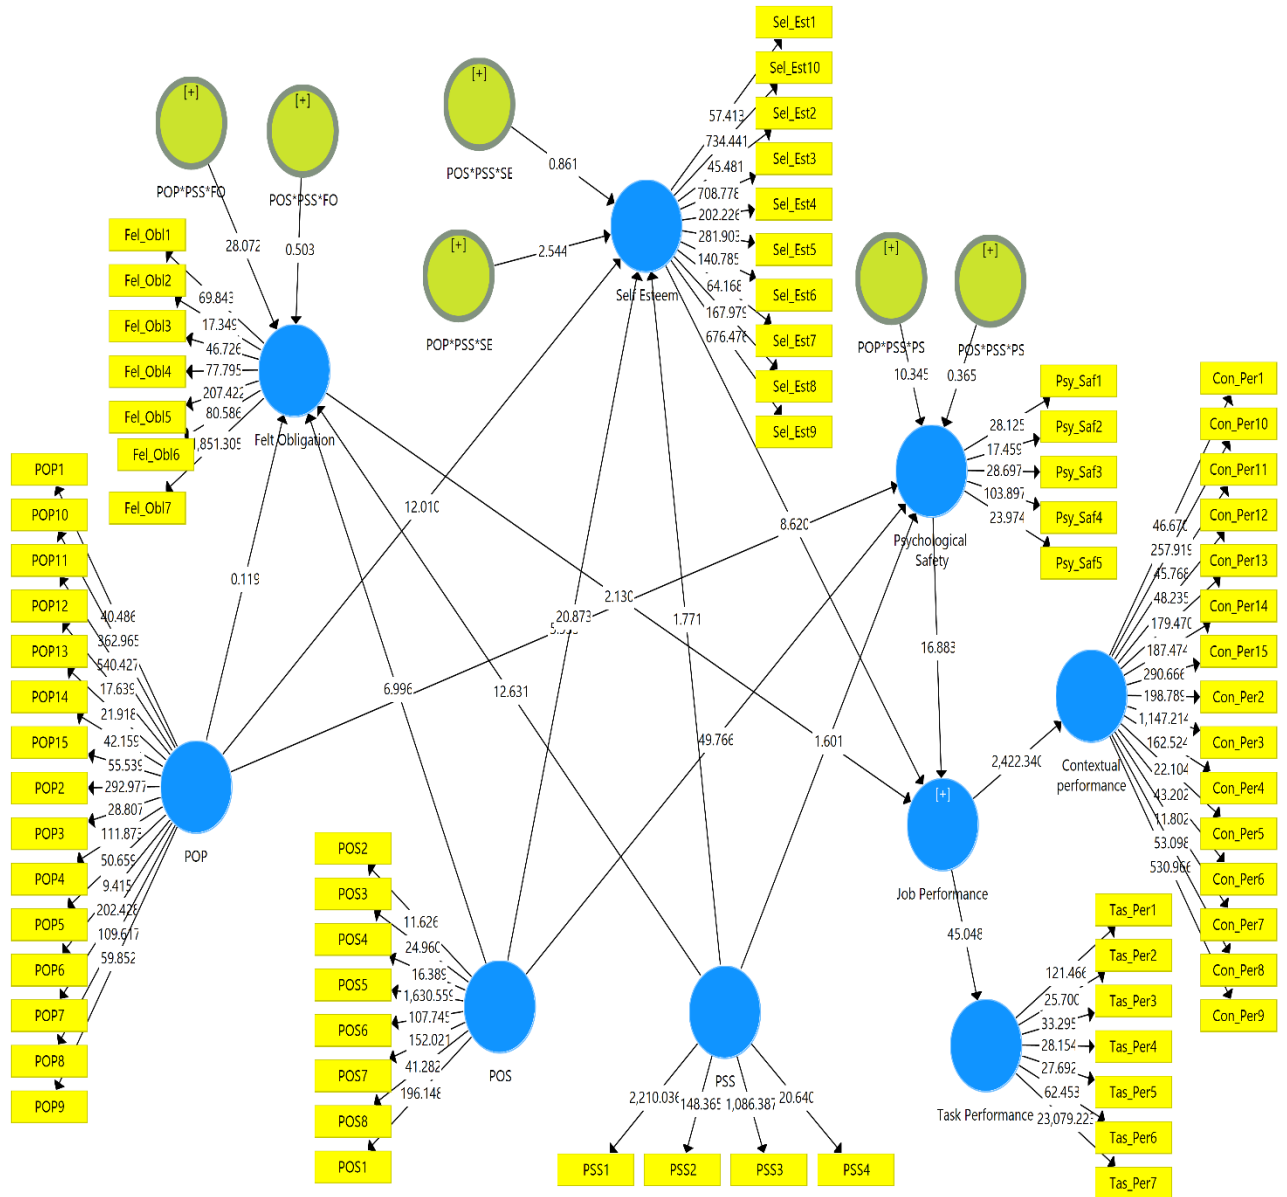 Sel_Est1
Sel_Est10
Sel_Est2
Sel_Est3
Sel_Est4
Sel_Est5
Sel_Est6
Sel_Est7
Sel_Est8
Sel_Est9
57.413
734.441
45.481
708.778
202.226
281.903
140.785
64.168
167.979
676.476
[+]
POP*PSS*FO
[+]
POS*PSS*FO
[+]
POS*PSS*SE
0.861
[+]
POP*PSS*SE
2.544
Self Esteem
28.072
0.503
Fel_Obl1
Fel_Obl2
Fel_Obl3
Fel_Obl4
Fel_Obl5
Fel_Obl6
Fel_Obl7
69.843
17.349
46.726
77.795
207.422
80.586
1,851.305
Felt Obligation
[+]
POP*PSS*PS
[+]
POS*PSS*PS
10.345
0.365
Psy_Saf1
Psy_Saf2
Psy_Saf3
Psy_Saf4
Psy_Saf5
28.125
17.459
28.697
103.897
23.974
Psychological
Safety
Con_Per1
Con_Per10
Con_Per11
Con_Per12
Con_Per13
Con_Per14
Con_Per15
Con_Per2
Con_Per3
Con_Per4
Con_Per5
Con_Per6
Con_Per7
Con_Per8
Con_Per9
46.670
257.919
45.768
48.235
179.470
187.474
290.666
198.789
1,147.214
162.524
22.104
43.202
11.802
53.098
530.966
Contextual
performance
POP1
POP10
POP11
POP12
POP13
POP14
POP15
POP2
POP3
POP4
POP5
POP6
POP7
POP8
POP9
40.486
362.965
540.427
17.639
21.918
42.159
55.539
292.977
28.807
111.873
50.659
9.415
202.428
109.617
59.852
POP
0.119
12.010
8.620
2.130
20.873
1.771
16.883
6.996
12.631
49.766
1.601
2,422.340
[+]
Job Performance
45.048
POS2
POS3
POS4
POS5
POS6
POS7
POS8
POS1
11.626
24.960
16.389
1,630.559
107.745
152.021
41.282
196.148
POS
PSS
2,210.036
148.365
1,086.387
20.640
PSS1
PSS2
PSS3
PSS4
Tas_Per1
Tas_Per2
Tas_Per3
Tas_Per4
Tas_Per5
Tas_Per6
Tas_Per7
121.466
25.700
33.295
28.154
27.692
62.453
23,079.223
Task Performance